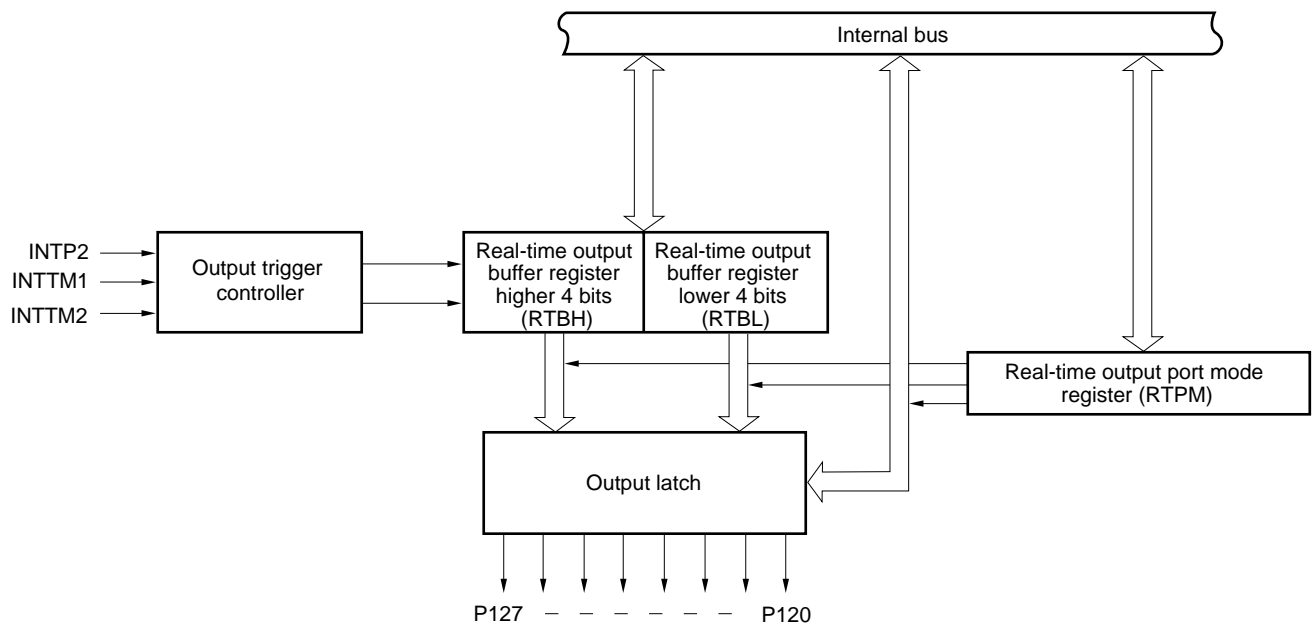 Internal bus
INTP2
INTTM1
INTTM2
Output trigger
controller
Real-time output
buffer register
higher 4 bits
(RTBH)
Real-time output
buffer register
lower 4 bits
(RTBL)
Real-time output port mode
register (RTPM)
Output latch
P127 – – – – – – P120